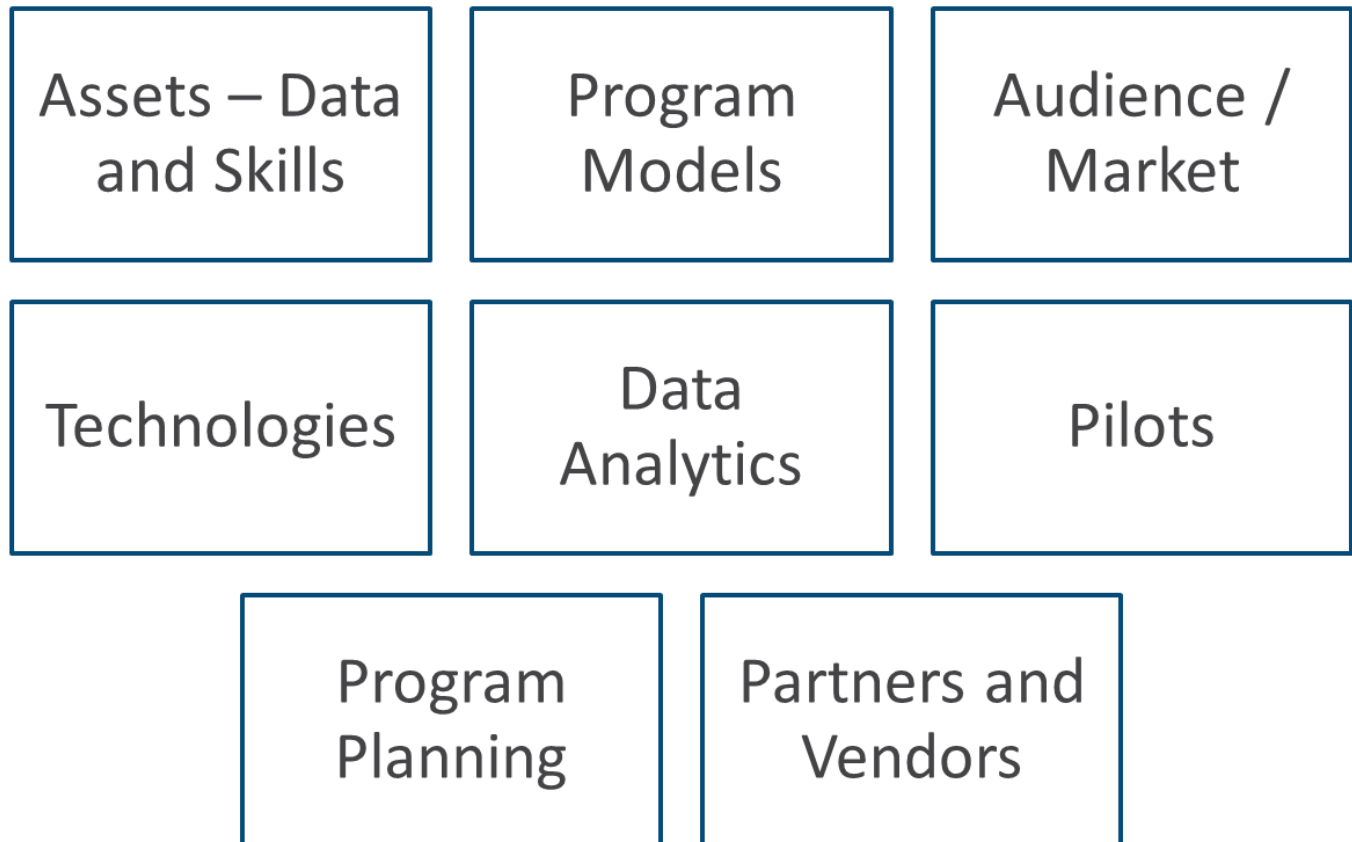 Assets – Data
and Skills
Program
Models
Audience /
Market
Technologies
Data
Analytics
Pilots
Program
Planning
Partners and
Vendors